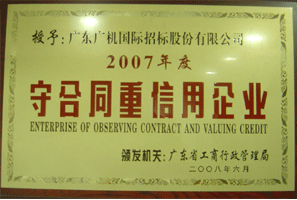 授予:广东广机国际招标股份有限公司
2007年度
守合同重信用企业
ENTERPRISE OF OBSERVING CONTRACT AND VALUING CREDIT
颁发机关:广东省工商行政管理局
二〇〇八年六月